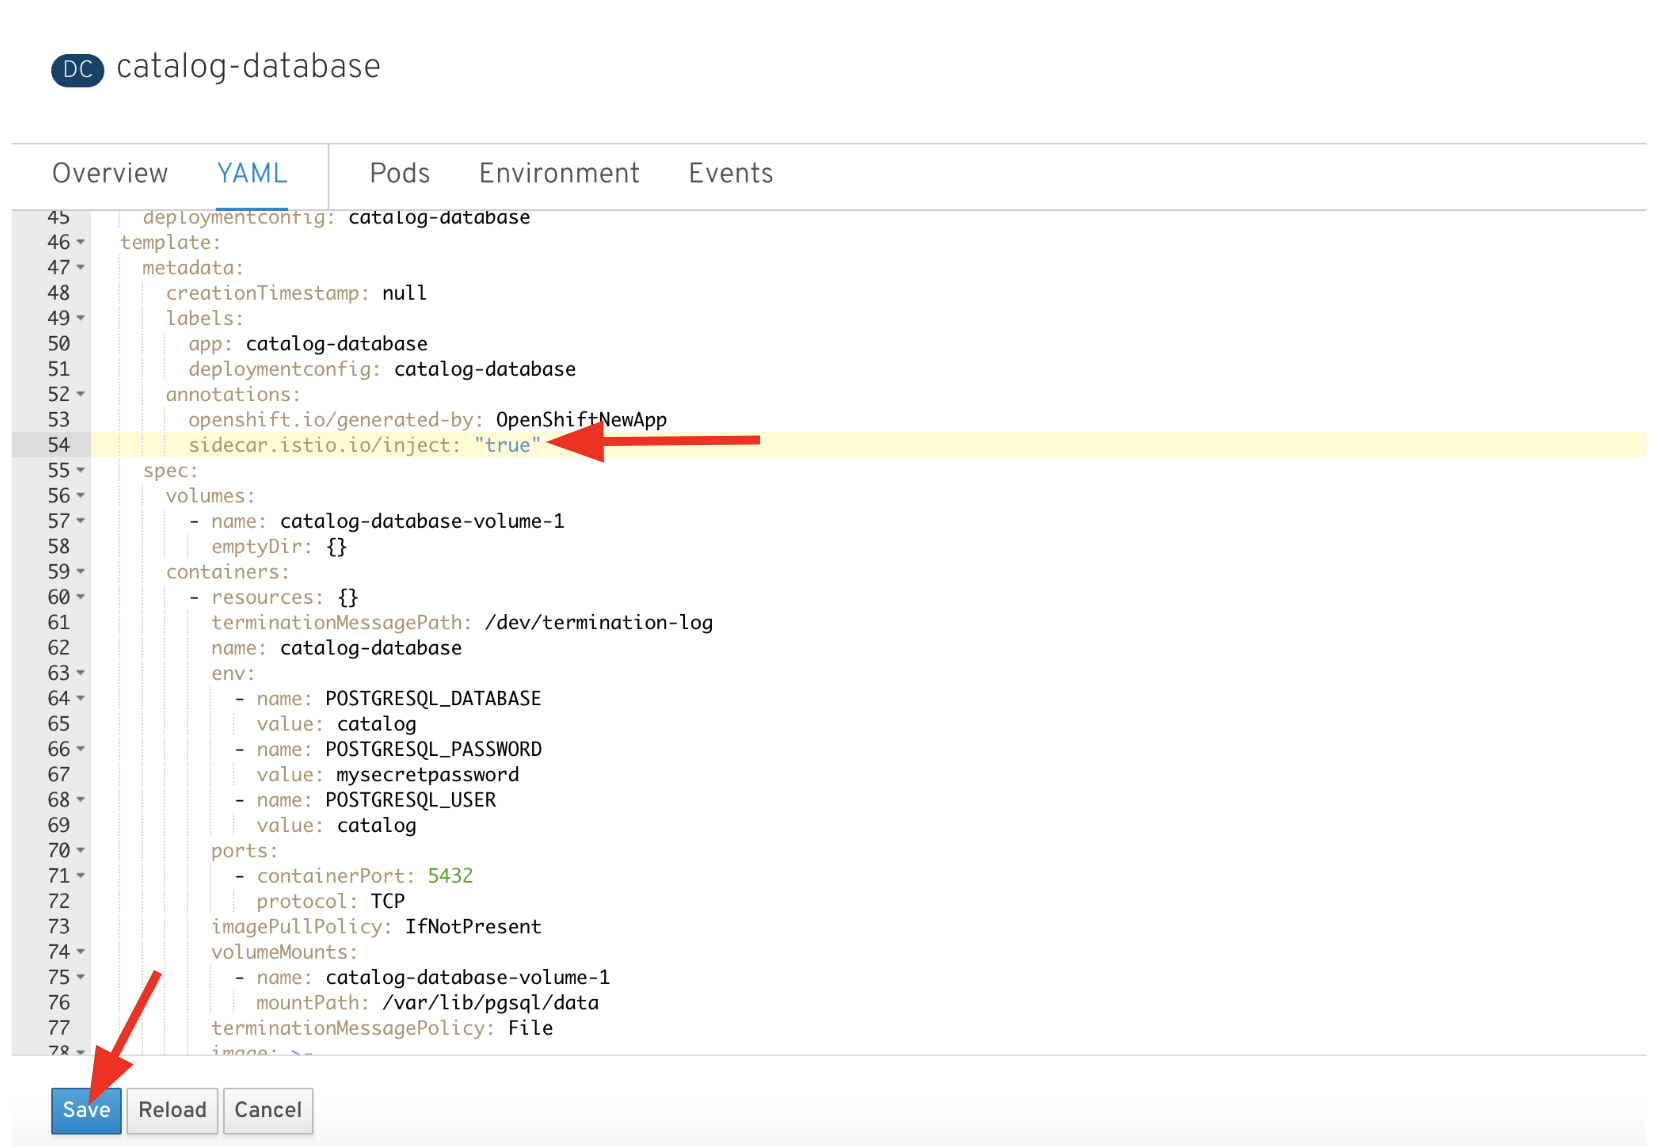 DC catalog-database
Overview YAML Pods Environment Events
45 deploymentconfig: catalog-database
46 template:
47 metadata:
48 creationTimestamp: null
49 labels:
50 app: catalog-database
51 deploymentconfig: catalog-database
52 annotations:
53 openshift.io/generated-by: OpenShiftNewApp
54 sidecar.istio.io/inject: "true"
55 spec:
56 volumes:
57 - name: catalog-database-volume-1
58 emptyDir: {}
59 containers:
60 - resources: {}
61 terminationMessagePath: /dev/termination-log
62 name: catalog-database
63 env:
64 - name: POSTGRESQL_DATABASE
65 value: catalog
66 - name: POSTGRESQL_PASSWORD
67 value: mysecretpassword
68 - name: POSTGRESQL_USER
69 value: catalog
70 ports:
71 - containerPort: 5432
72 protocol: TCP
73 imagePullPolicy: IfNotPresent
74 volumeMounts:
75 - name: catalog-database-volume-1
76 mountPath: /var/lib/pgsql/data
77 terminationMessagePolicy: File
78 image: >-
Save Reload Cancel